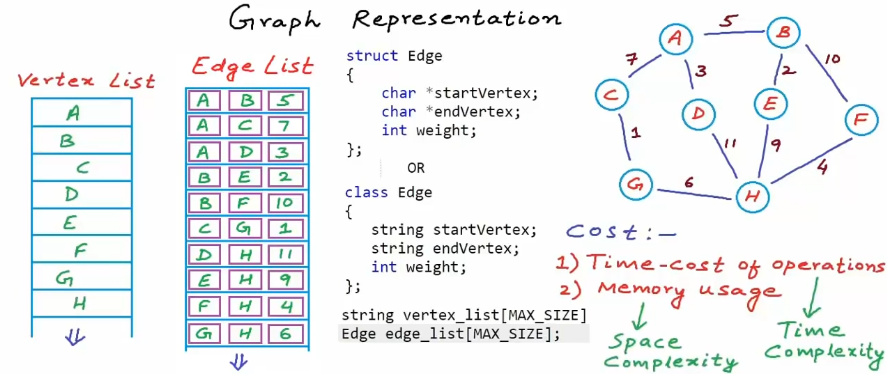 Graph Representation
Vertex List
A
B
C
D
E
F
G
H
Edge List
A B 5
A C 7
A D 3
B E 2
B F 10
C G 1
D H 11
E H 9
F H 4
G H 6
struct Edge
{
char *startVertex;
char *endVertex;
int weight;
};
OR
class Edge
{
string startVertex;
string endVertex;
int weight;
};
string vertex_list[MAX_SIZE]
Edge edge_list[MAX_SIZE];
A
5
B
7
3
2
10
C
D
E
F
1
11
9
4
G
6
H
Cost:-
1) Time-cost of operations
2) Memory usage
Space Complexity
Time Complexity